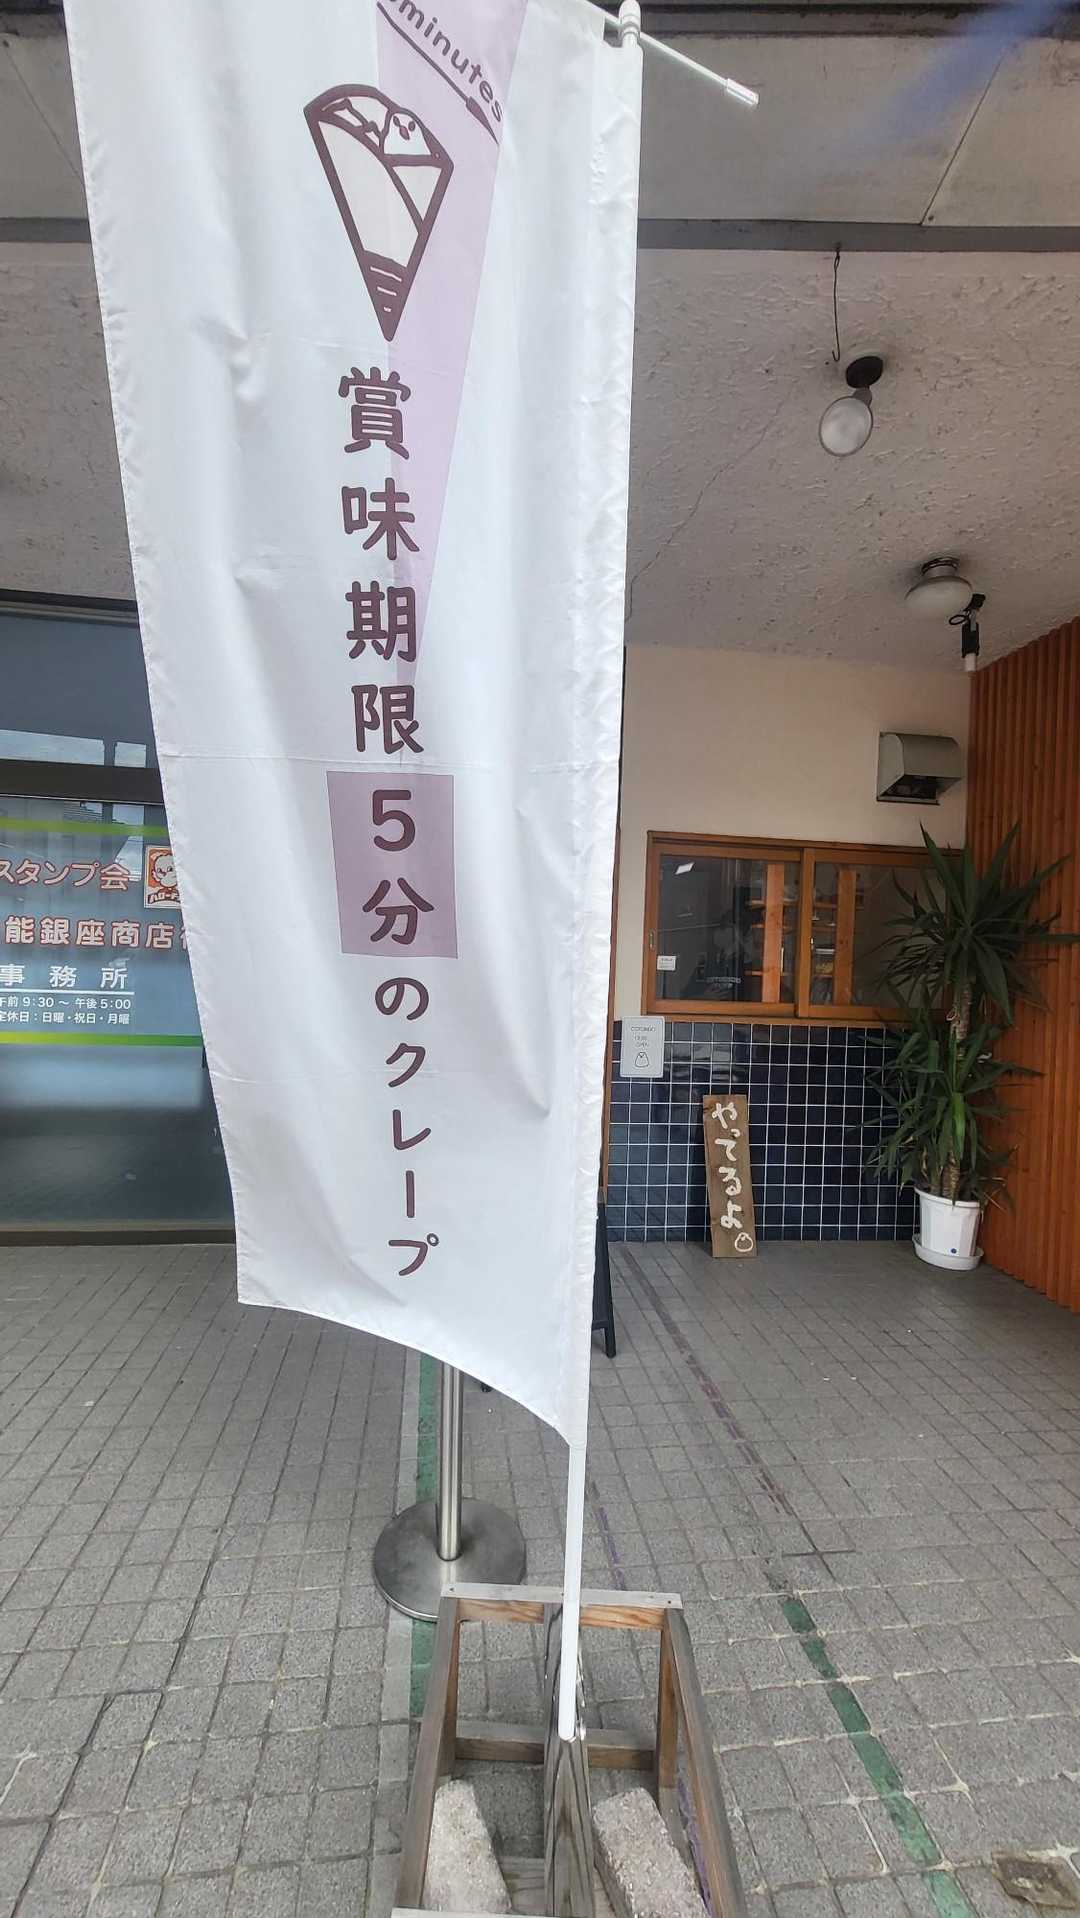 minutes
賞味期限5分のクレープ
スタンプ会
能銀座商店
事務所
午前9:30～午後5:00
定休日：日曜・祝日・月曜
OPEN
やってるよ。